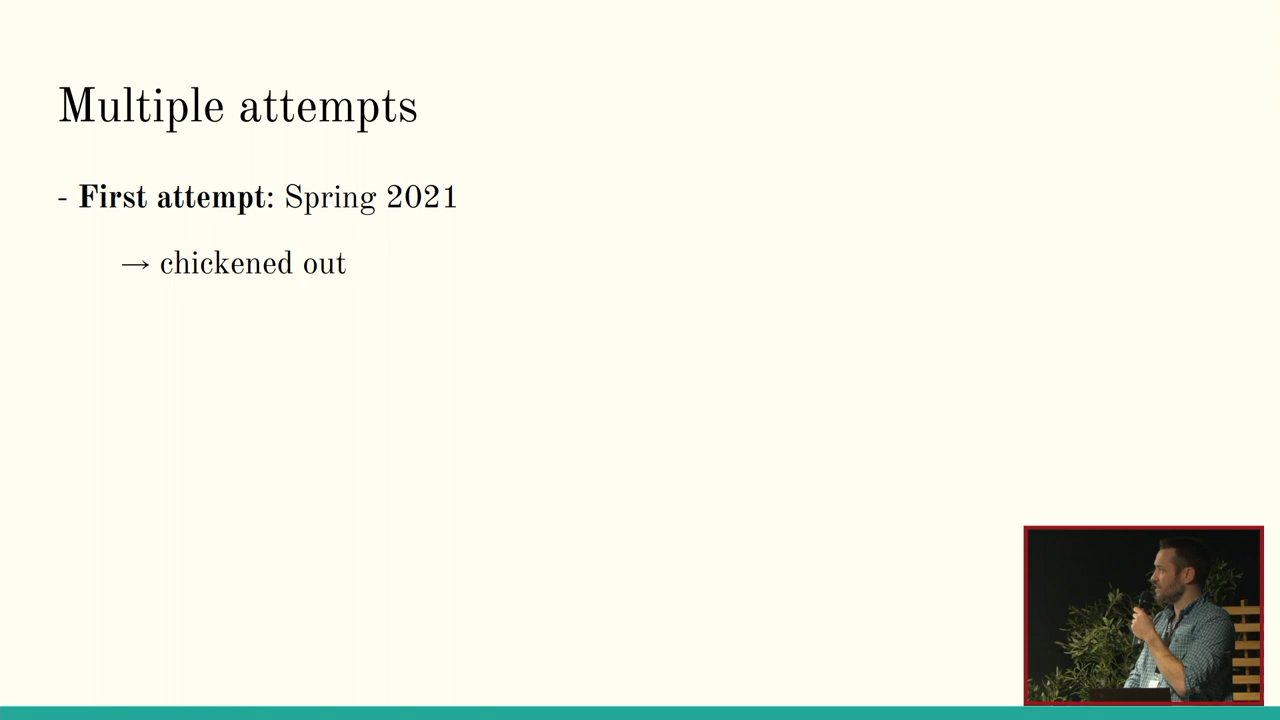 Multiple attempts
- First attempt: Spring 2021
→ chickened out